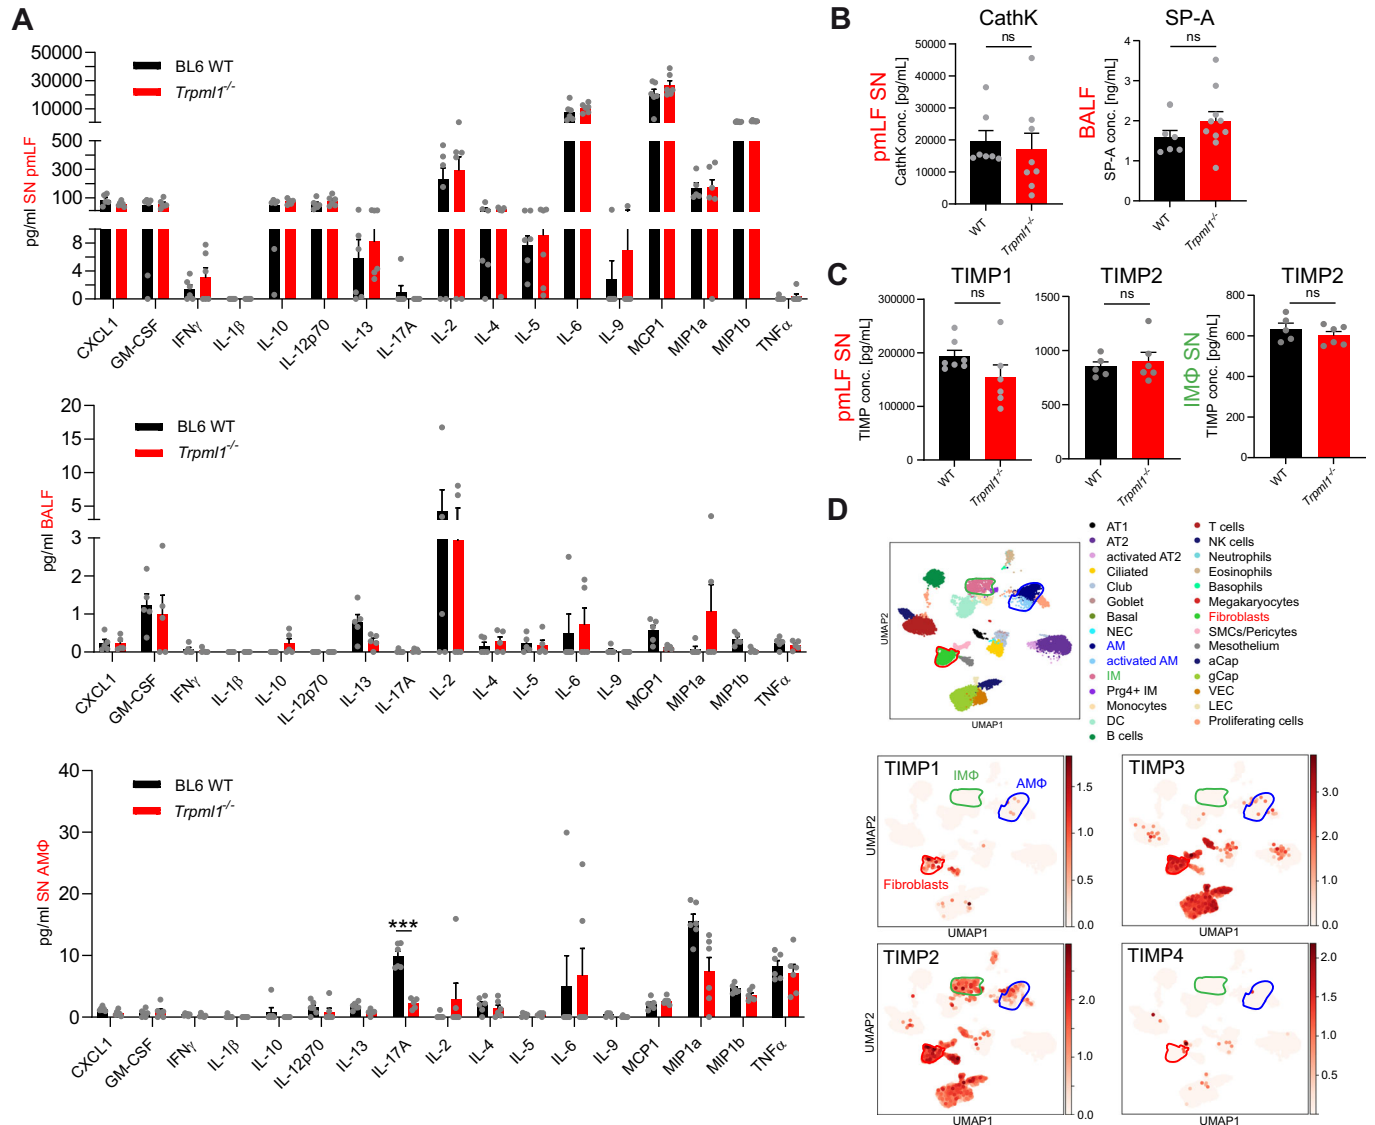 A
50000
30000
10000
500
300
100
8
4
2
0
pg/ml SN pmLF
BL6 WT
Trpml1-/-
CXCL1
GM-CSF
IFNγ
IL-1β
IL-10
IL-12p70
IL-13
IL-17A
IL-2
IL-4
IL-5
IL-6
IL-9
MCP1
MIP1a
MIP1b
TNFα
20
15
10
5
3
2
1
0
pg/ml BALF
BL6 WT
Trpml1-/-
CXCL1
GM-CSF
IFNγ
IL-1β
IL-10
IL-12p70
IL-13
IL-17A
IL-2
IL-4
IL-5
IL-6
IL-9
MCP1
MIP1a
MIP1b
TNFα
40
30
20
10
0
pg/ml SN AMΦ
BL6 WT
Trpml1-/-
***
CXCL1
GM-CSF
IFNγ
IL-1β
IL-10
IL-12p70
IL-13
IL-17A
IL-2
IL-4
IL-5
IL-6
IL-9
MCP1
MIP1a
MIP1b
TNFα
B
CathK
ns
50000
40000
30000
20000
10000
0
pmLF SN
CathK conc. [pg/mL]
WT
Trpml1-/-
SP-A
ns
4
3
2
1
0
BALF
SP-A conc. [ng/mL]
WT
Trpml1-/-
C
TIMP1
ns
300000
200000
100000
0
pmLF SN
TIMP conc. [pg/mL]
WT
Trpml1-/-
TIMP2
ns
1500
1000
500
0
WT
Trpml1-/-
TIMP2
ns
800
600
400
200
0
IMΦ SN
TIMP conc. [pg/mL]
WT
Trpml1-/-
D
UMAP2
UMAP1
AT1
AT2
activated AT2
Ciliated
Club
Goblet
Basal
NEC
AM
activated AM
IM
Prg4+ IM
Monocytes
DC
B cells
T cells
NK cells
Neutrophils
Eosinophils
Basophils
Megakaryocytes
Fibroblasts
SMCs/Pericytes
Mesothelium
aCap
gCap
VEC
LEC
Proliferating cells
TIMP1
IMΦ
AMΦ
Fibroblasts
UMAP2
UMAP1
1.5
1.0
0.5
0.0
TIMP3
UMAP1
3.0
2.0
1.0
0.0
TIMP2
UMAP2
UMAP1
2.0
1.0
0.0
TIMP4
UMAP1
2.0
1.5
1.0
0.5